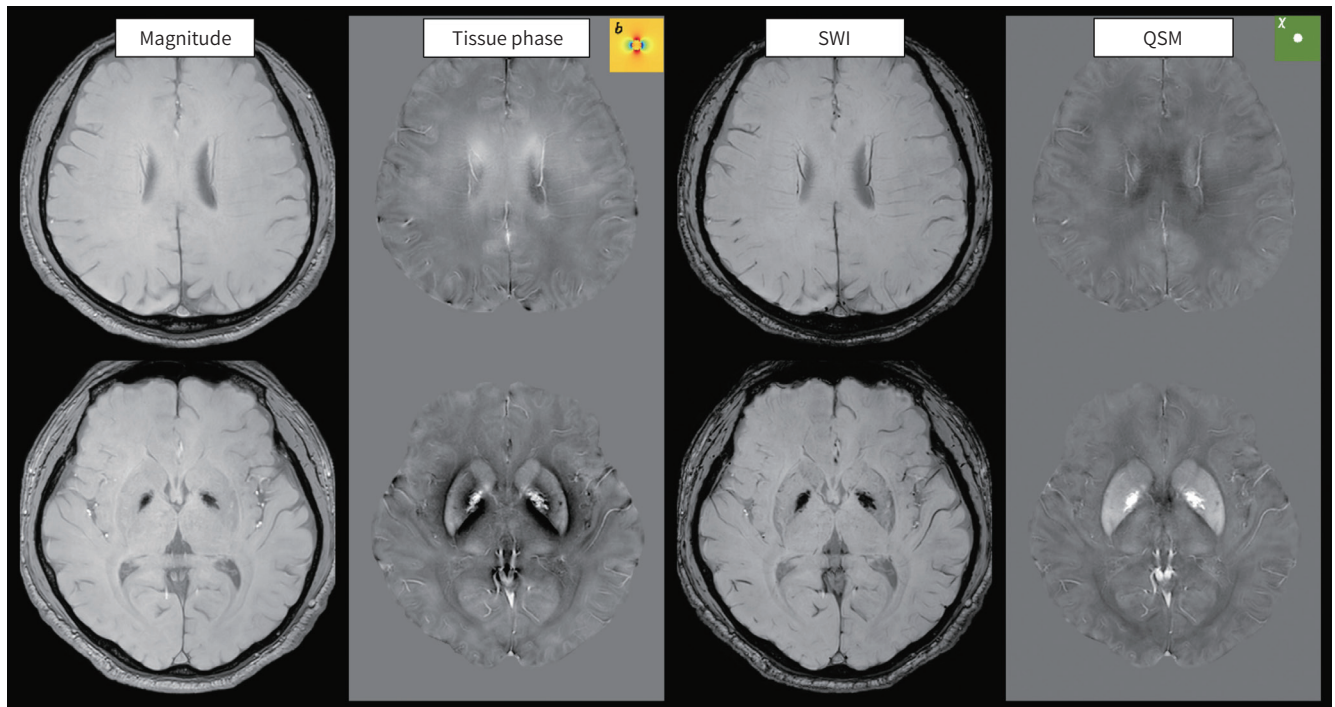 Magnitude
Tissue phase
b
SWI
QSM
χ